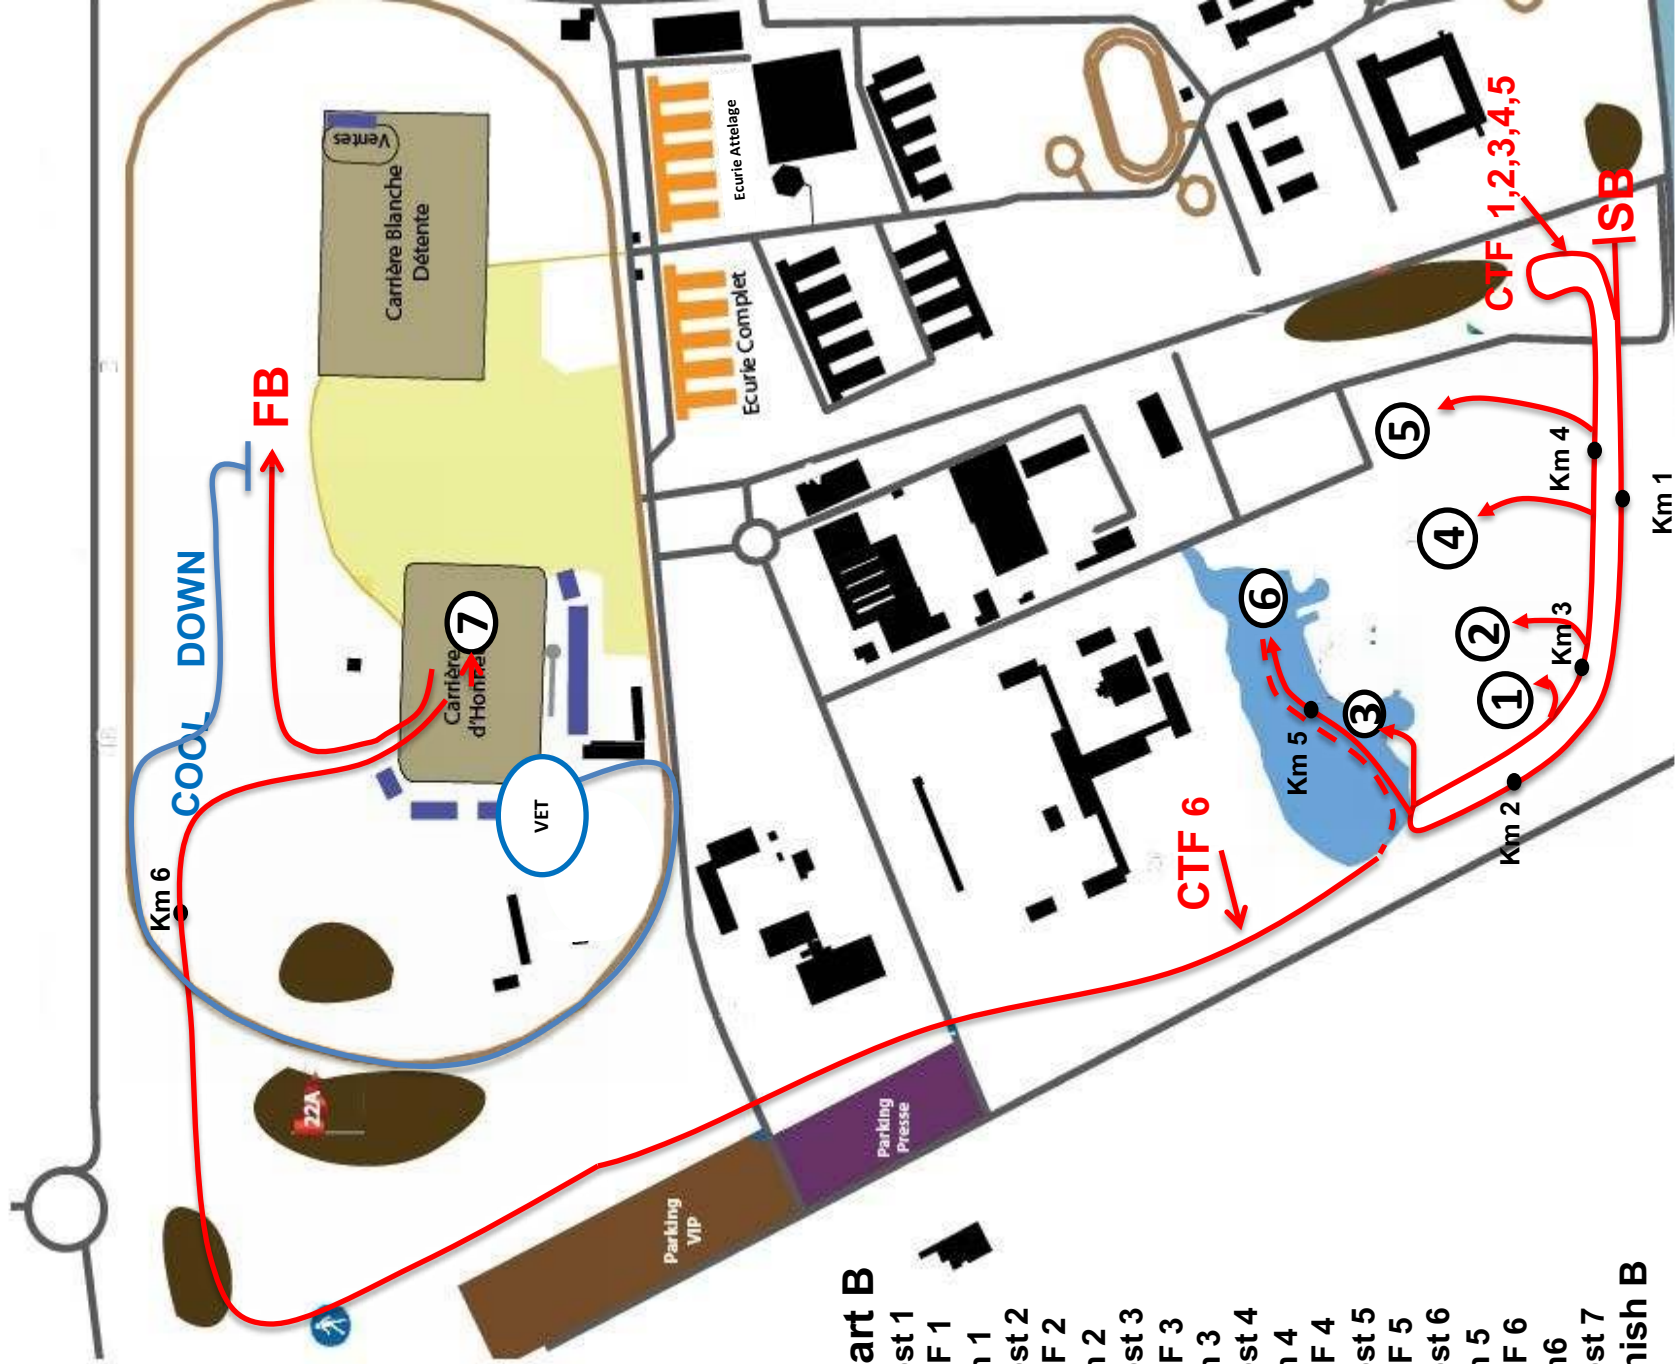 Ventes
Carrière Blanche
Détente
Ecurie Attelage
Ecurie Complet
FB
COOL DOWN
Carrière
d'Honneur
7
VET
Km 6
22A
Parking
VIP
Parking
Presse
CTF 6
CTF 1,2,3,4,5
SB
5
Km 4
Km 1
4
2
Km 3
1
6
3
Km 5
Km 2
art B
st 1
F 1
1
st 2
F 2
2
st 3
F 3
3
st 4
4
F 4
st 5
F 5
st 6
5
F 6
6
st 7
nish B